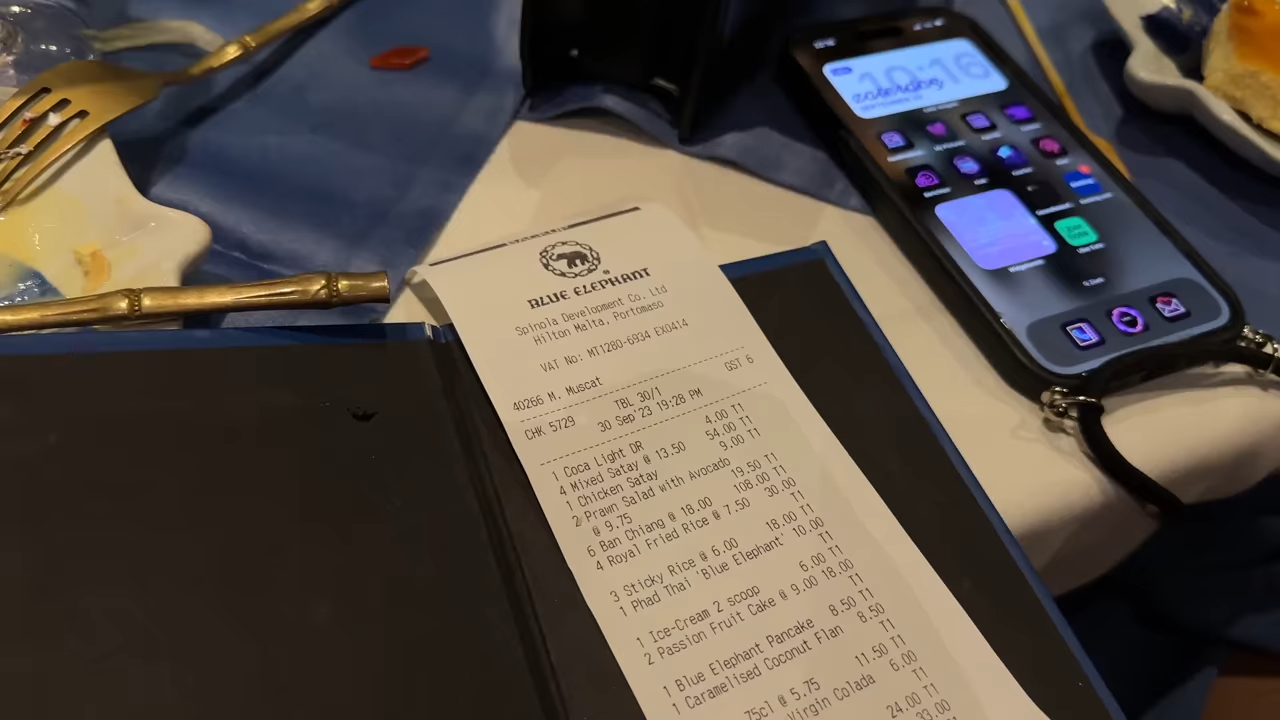 10:16
Saturday
BLUE ELEPHANT®
Spinola Development Co. Ltd
Hilton Malta, Portomaso
VAT No: MT1280-6934 EX0414
40266 M. Muscat
TBL 30/1 GST 6
CHK 5729 30 Sep'23 19:28 PM
1 Coca Light DR 4.00 T1
4 Mixed Satay @ 13.50 54.00 T1
1 Chicken Satay 9.00 T1
2 Prawn Salad with Avocado
@ 9.75 19.50 T1
6 Ban Chiang @ 18.00 108.00 T1
4 Royal Fried Rice @ 7.50 30.00
T1
3 Sticky Rice @ 6.00 18.00 T1
1 Phad Thai 'Blue Elephant' 10.00
T1
1 Ice-Cream 2 scoop 6.00 T1
2 Passion Fruit Cake @ 9.00 18.00
T1
1 Blue Elephant Pancake 8.50 T1
1 Caramelised Coconut Flan 8.50
T1
75cl @ 5.75 11.50 T1
Virgin Colada 6.00
T1
24.00 T1
33.00